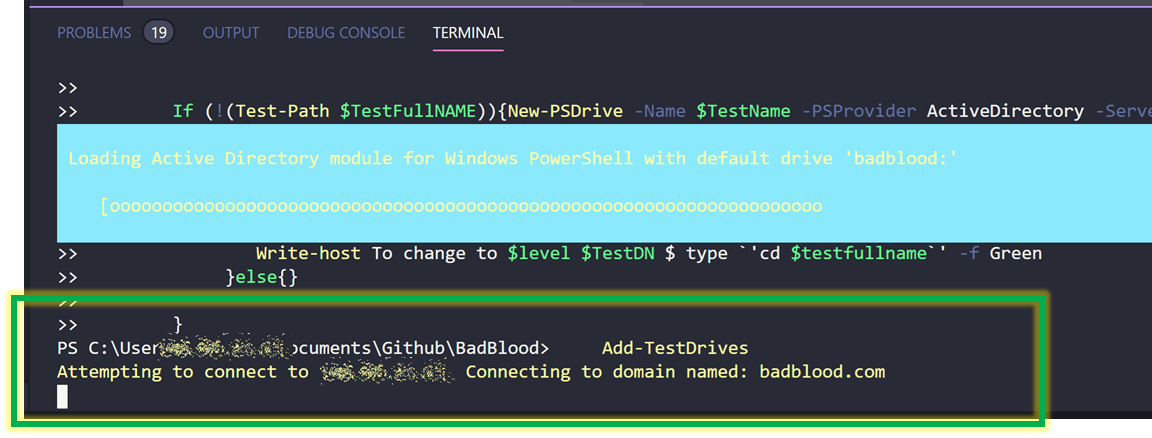 PROBLEMS 19 OUTPUT DEBUG CONSOLE TERMINAL
>>
>> If (!(Test-Path $TestFullNAME)){New-PSDrive -Name $TestName -PSProvider ActiveDirectory -Serve
Loading Active Directory module for Windows PowerShell with default drive 'badblood:'
[oooooooooooooooooooooooooooooooooooooooooooooooooooooooooooooooooooo
>> Write-host To change to $level $TestDN $ type `'cd $testfullname`' -f Green
>> }else{}
>>
>> }
PS C:\User ocuments\Github\BadBlood> Add-TestDrives
Attempting to connect to Connecting to domain named: badblood.com